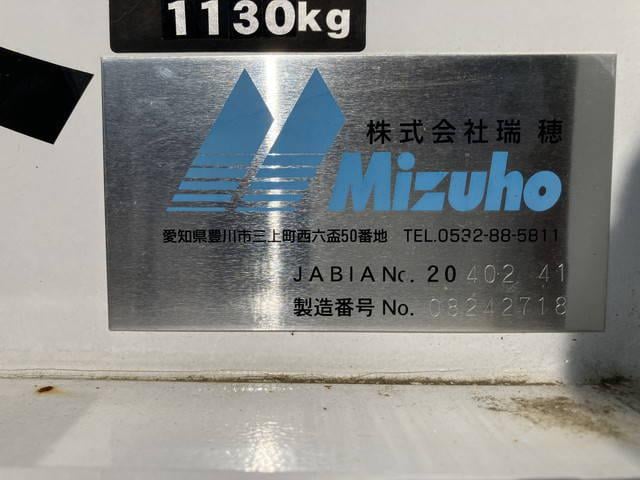 1130kg
株式会社瑞穂
Mizuho
愛知県豊川市三上町西六盃50番地 TEL.0532-88-5811
JABIA No. 20 402 41
製造番号 No. 08242718